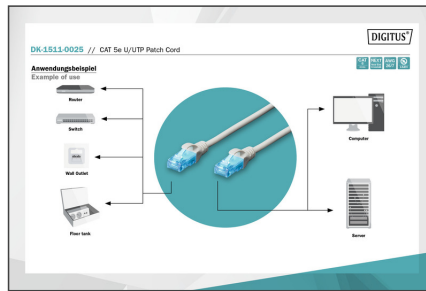 DIGITUS®
DK-1511-0025 // CAT 5e U/UTP Patch Cord
Anwendungsbeispiel
Example of use
Router
Switch
Wall Outlet
Floor tank
Computer
Server